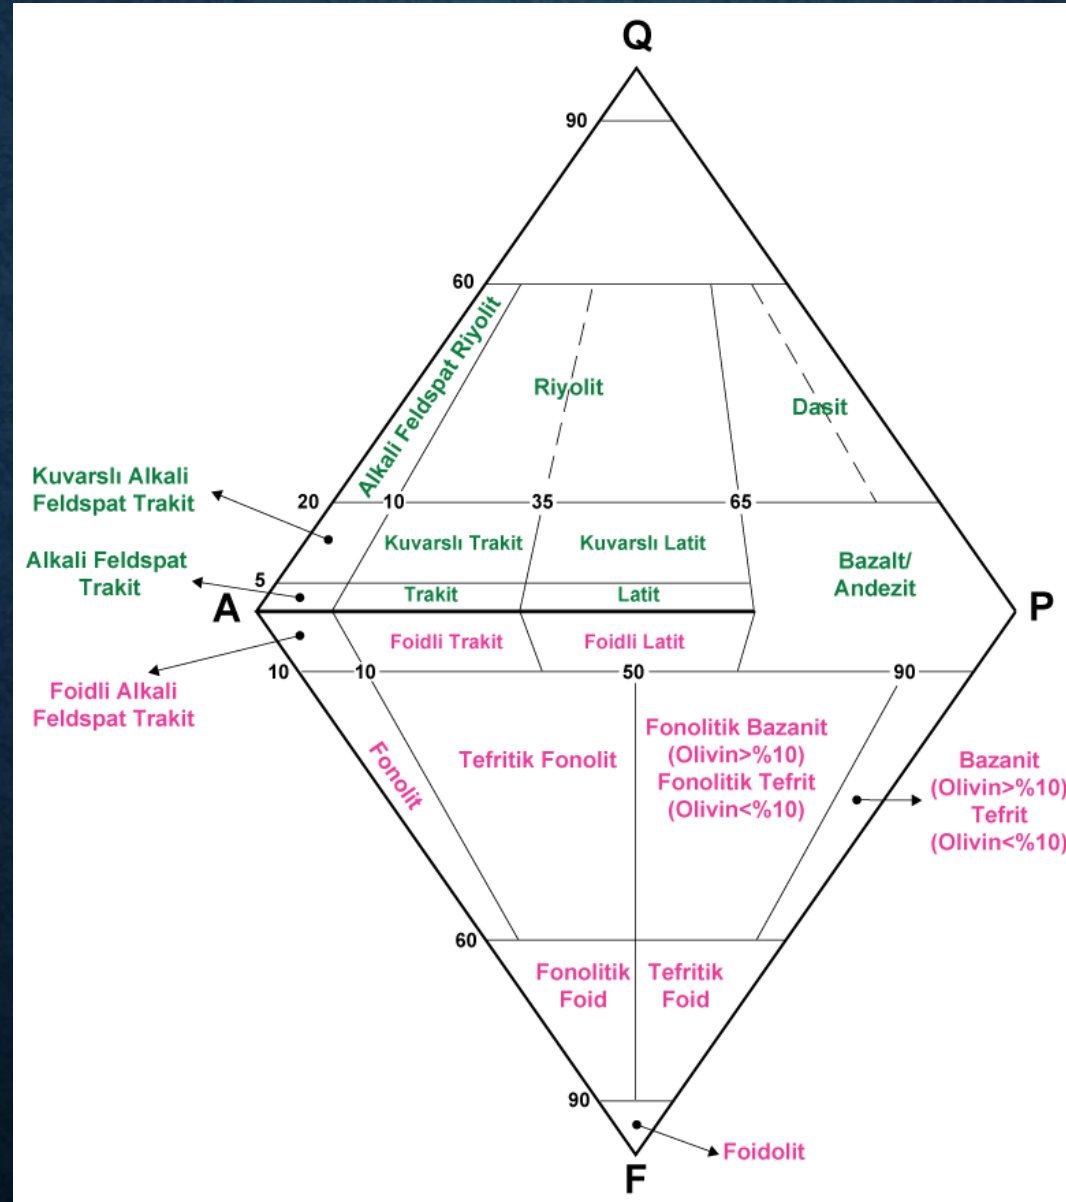 Q
90
60
Alkali Feldspat Riyolit
Riyolit
Dasit
Kuvarslı Alkali
Feldspat Trakit
20
10
35
65
Kuvarslı Trakit
Kuvarslı Latit
Bazalt/
Andezit
Alkali Feldspat
Trakit
5
Trakit
Latit
A
P
Foidli Trakit
Foidli Latit
10
10
50
90
Foidli Alkali
Feldspat Trakit
Fonolit
Tefritik Fonolit
Fonolitik Bazanit
(Olivin>%10)
Fonolitik Tefrit
(Olivin<%10)
Bazanit
(Olivin>%10)
Tefrit
(Olivin<%10)
60
Fonolitik
Foid
Tefritik
Foid
90
Foidolit
F